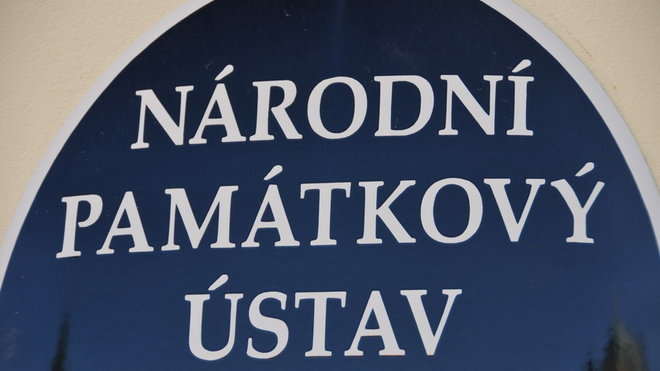 NÁRODNÍ
PAMÁTKOVÝ
ÚSTAV